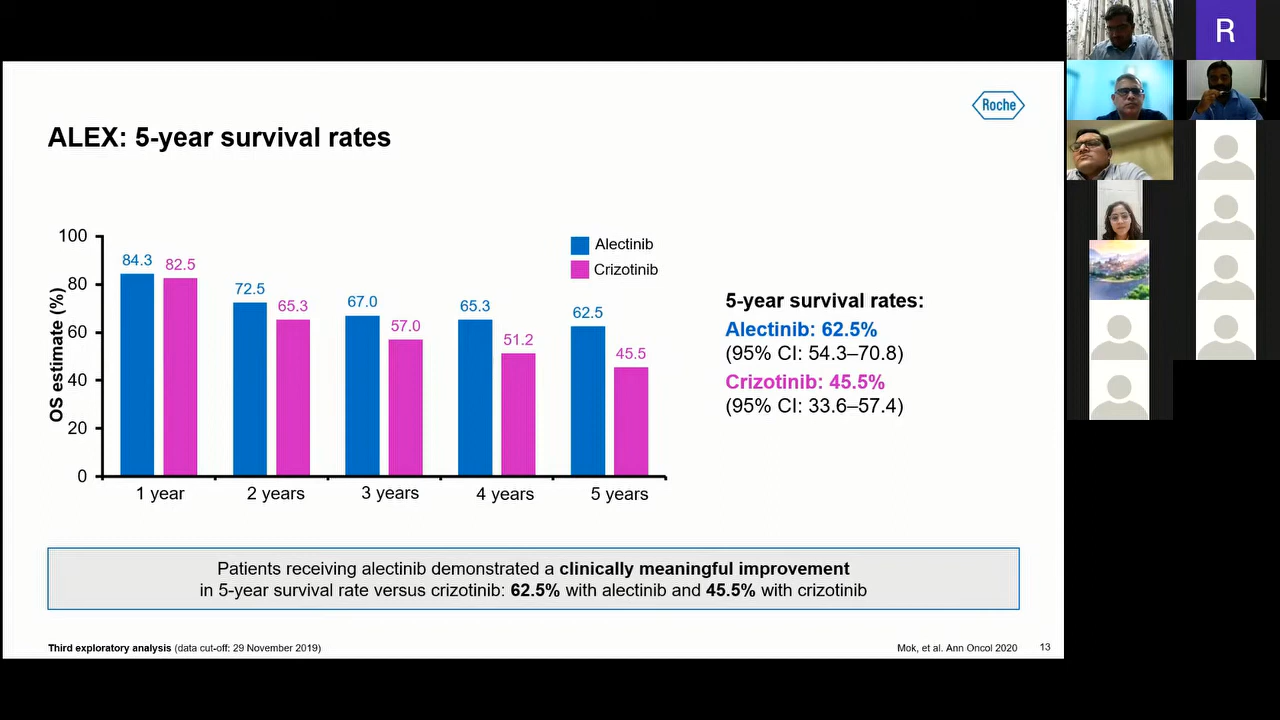 R
Roche
ALEX: 5-year survival rates
OS estimate (%)
100
80
60
40
20
0
Alectinib
Crizotinib
84.3
82.5
72.5
65.3
67.0
57.0
65.3
51.2
62.5
45.5
1 year
2 years
3 years
4 years
5 years
5-year survival rates:
Alectinib: 62.5%
(95% CI: 54.3–70.8)
Crizotinib: 45.5%
(95% CI: 33.6–57.4)
Patients receiving alectinib demonstrated a clinically meaningful improvement
in 5-year survival rate versus crizotinib: 62.5% with alectinib and 45.5% with crizotinib
Third exploratory analysis (data cut-off: 29 November 2019)
Mok, et al. Ann Oncol 2020
13